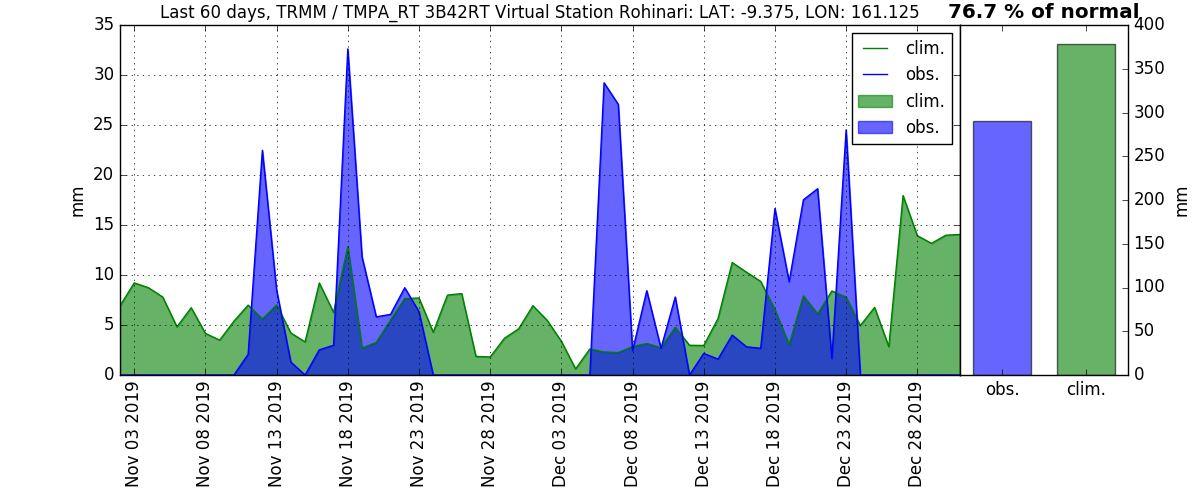 Last 60 days, TRMM / TMPA_RT 3B42RT Virtual Station Rohinari: LAT: -9.375, LON: 161.125
76.7 % of normal
mm
35
30
25
20
15
10
5
0
clim.
obs.
clim.
obs.
400
350
300
250
200
150
100
50
0
mm
obs.
clim.
Nov 03 2019
Nov 08 2019
Nov 13 2019
Nov 18 2019
Nov 23 2019
Nov 28 2019
Dec 03 2019
Dec 08 2019
Dec 13 2019
Dec 18 2019
Dec 23 2019
Dec 28 2019